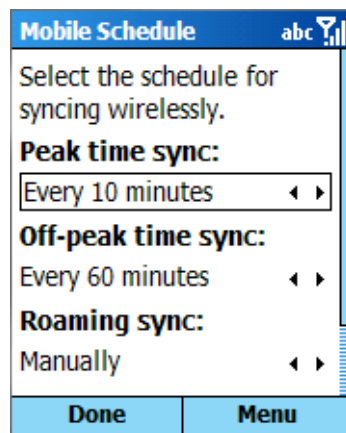 Mobile Schedule abc
Select the schedule for
syncing wirelessly.
Peak time sync:
Every 10 minutes
Off-peak time sync:
Every 60 minutes
Roaming sync:
Manually
Done Menu